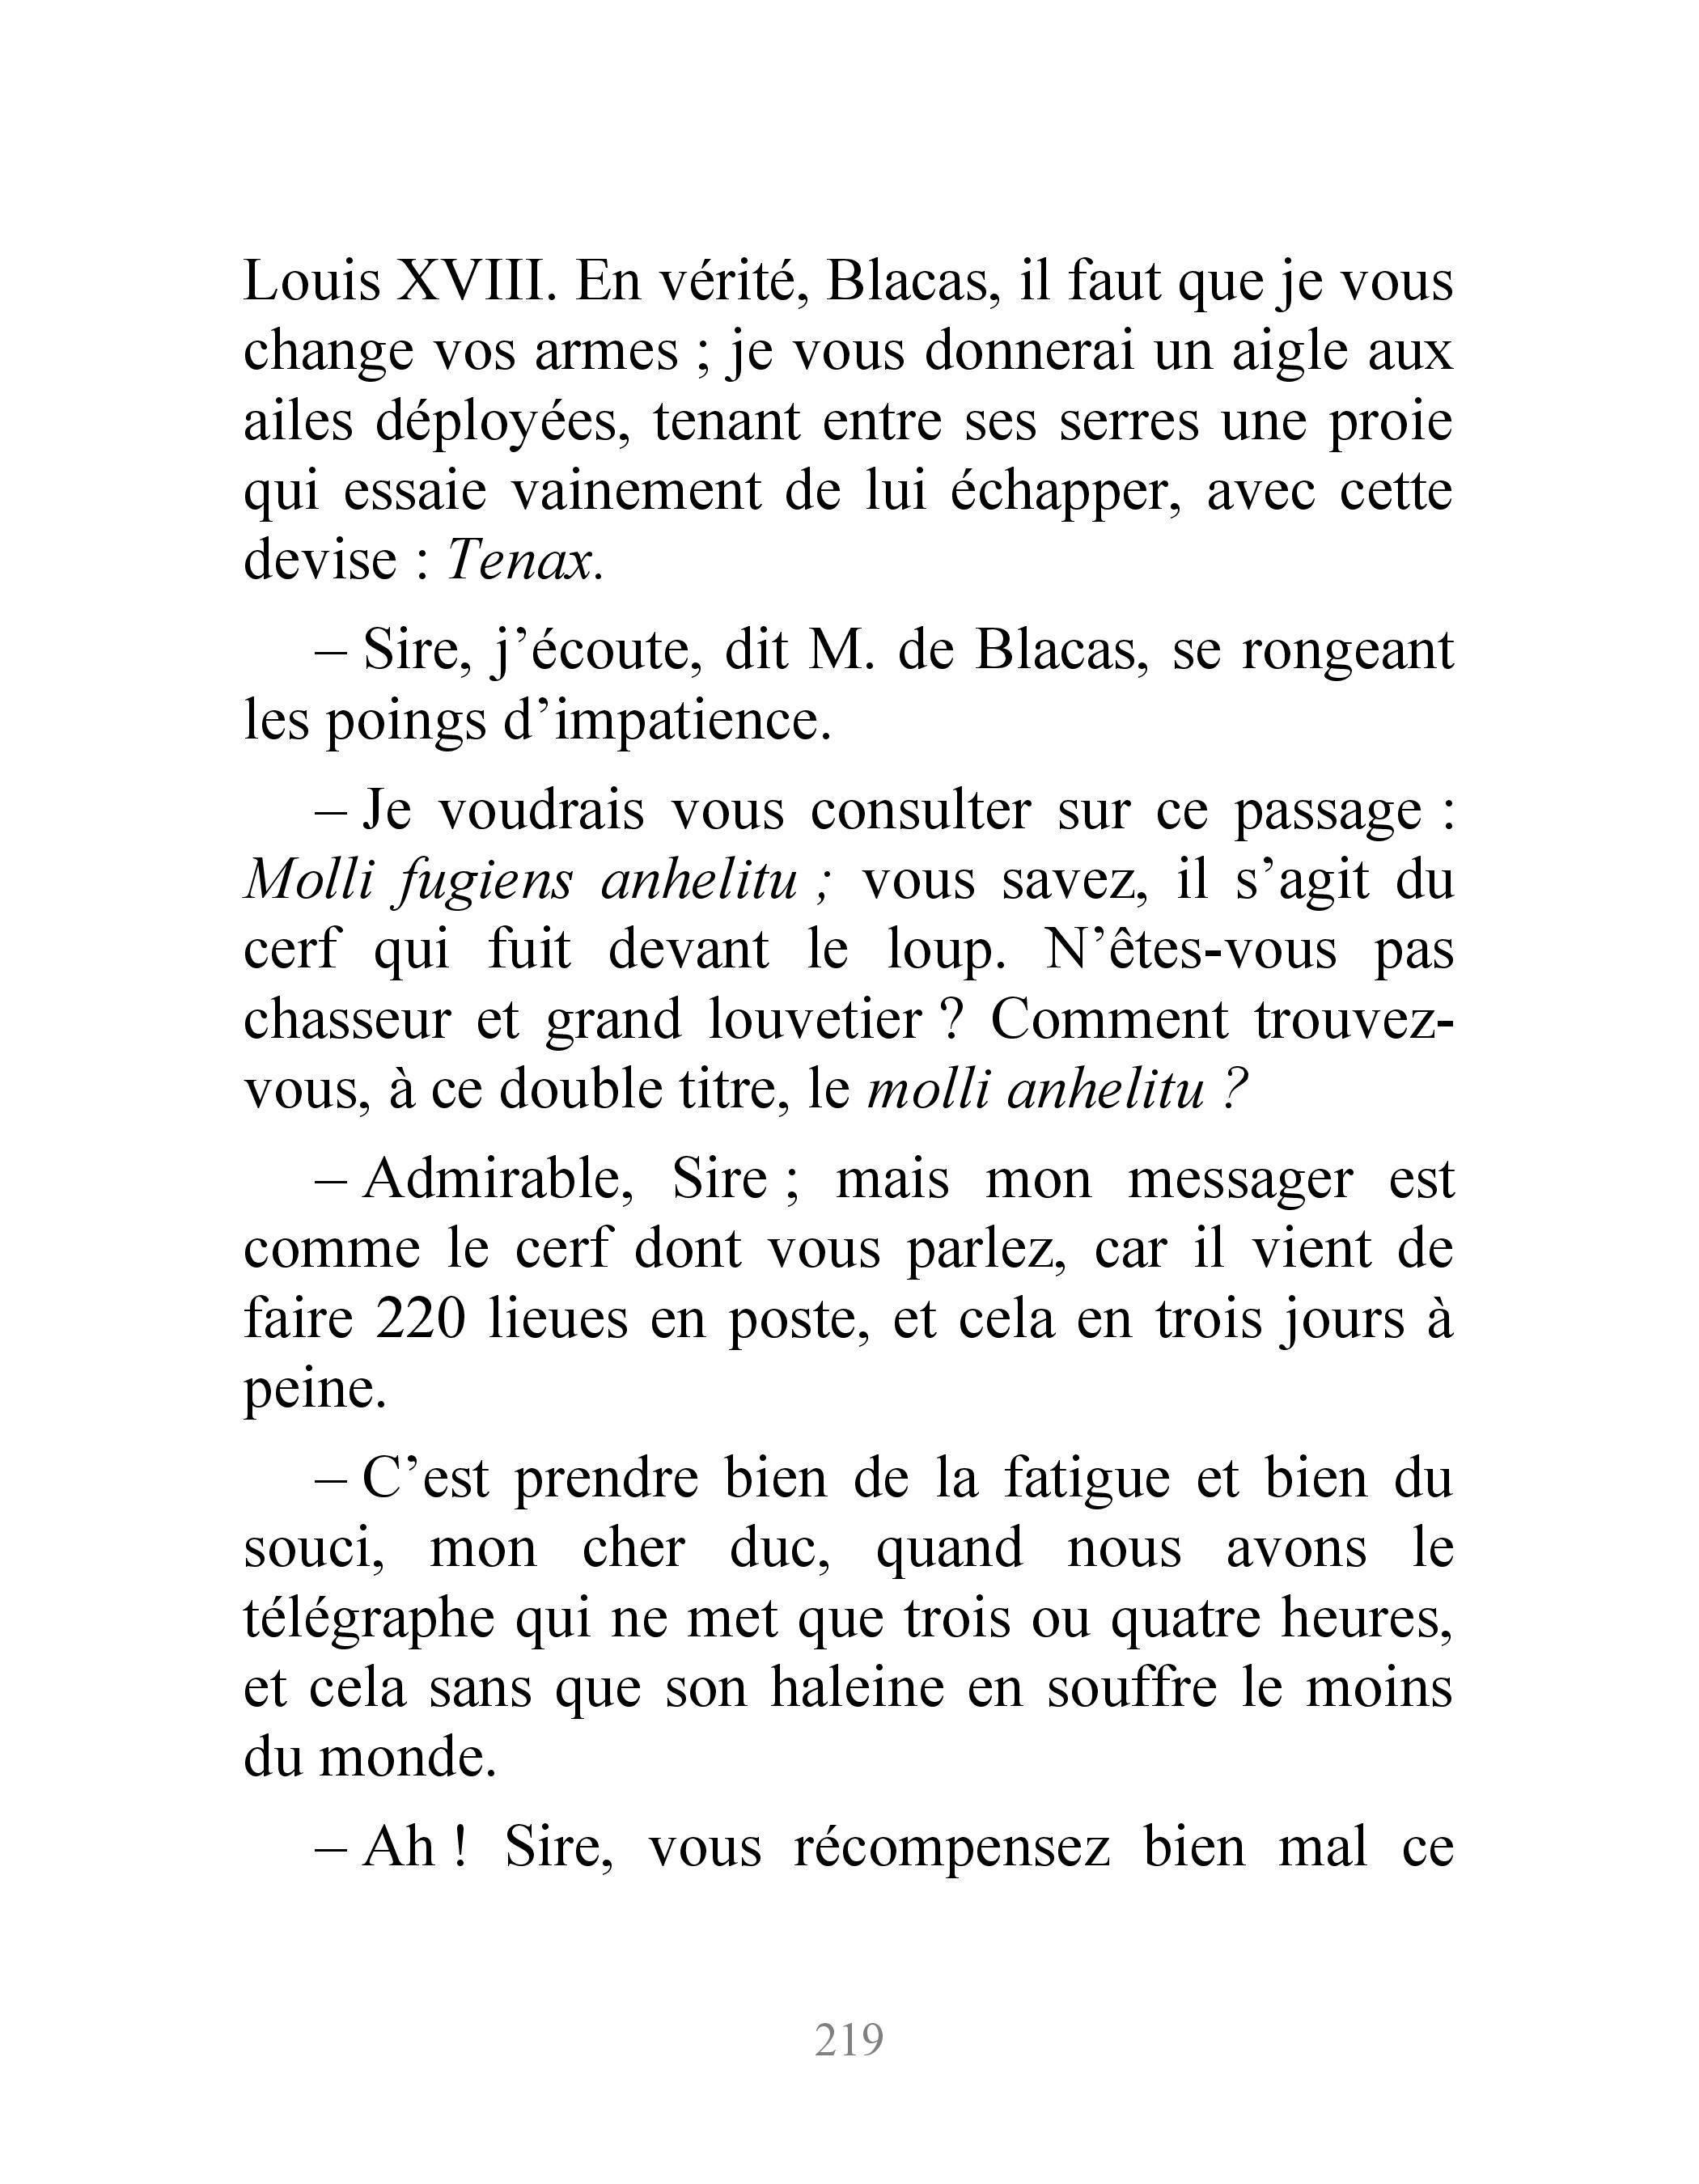 Louis XVIII. En vérité, Blacas, il faut que je vous
change vos armes ; je vous donnerai un aigle aux
ailes déployées, tenant entre ses serres une proie
qui essaie vainement de lui échapper, avec cette
devise : Tenax.
– Sire, j’écoute, dit M. de Blacas, se rongeant
les poings d’impatience.
– Je voudrais vous consulter sur ce passage :
Molli fugiens anhelitu ; vous savez, il s’agit du
cerf qui fuit devant le loup. N’êtes-vous pas
chasseur et grand louvetier ? Comment trouvez-
vous, à ce double titre, le molli anhelitu ?
– Admirable, Sire ; mais mon messager est
comme le cerf dont vous parlez, car il vient de
faire 220 lieues en poste, et cela en trois jours à
peine.
– C’est prendre bien de la fatigue et bien du
souci, mon cher duc, quand nous avons le
télégraphe qui ne met que trois ou quatre heures,
et cela sans que son haleine en souffre le moins
du monde.
– Ah ! Sire, vous récompensez bien mal ce
219